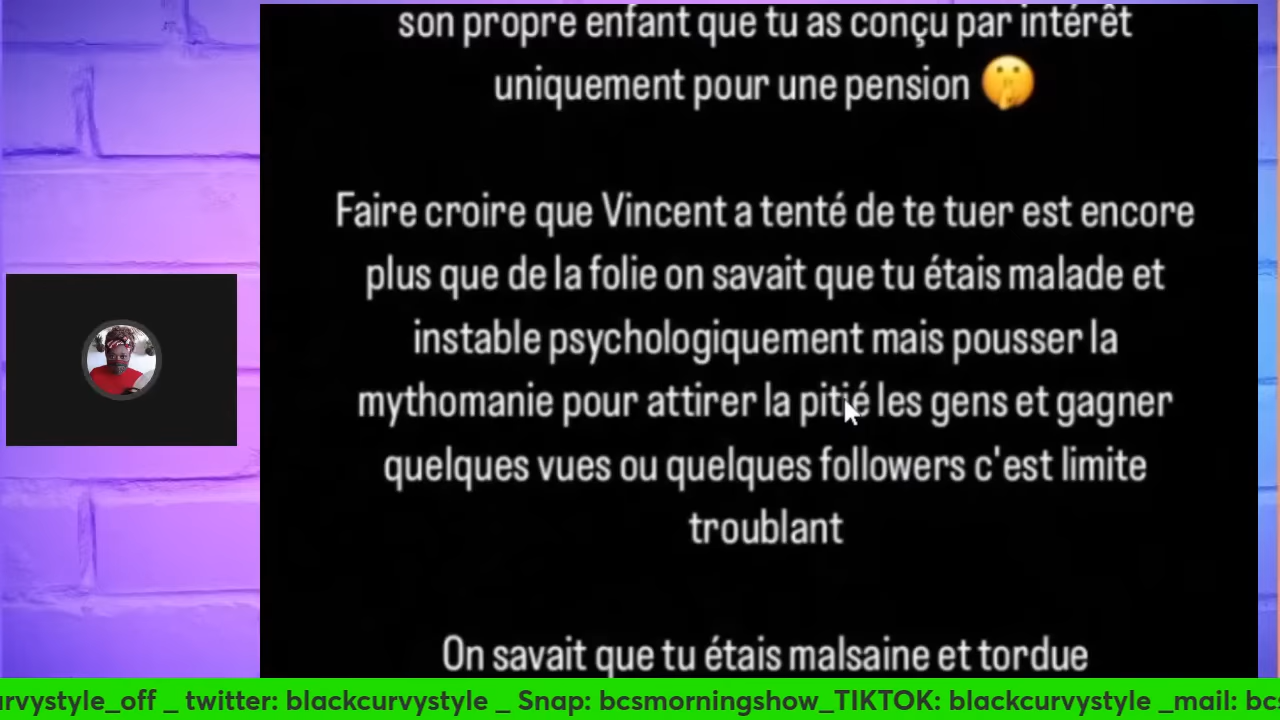 son propre enfant que tu as conçu par intérêt
uniquement pour une pension 🤫
Faire croire que Vincent a tenté de te tuer est encore
plus que de la folie on savait que tu étais malade et
instable psychologiquement mais pousser la
mythomanie pour attirer la pitié les gens et gagner
quelques vues ou quelques followers c'est limite
troublant
On savait que tu étais malsaine et tordue
urvystyle_off _ twitter: blackcurvystyle _ Snap: bcsmorningshow_TIKTOK: blackcurvystyle _mail: bc